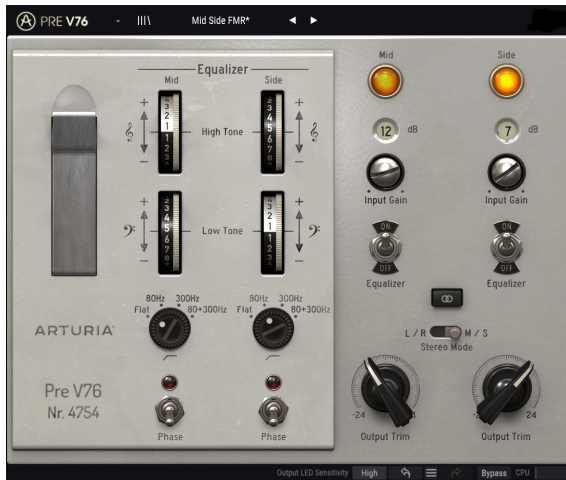 PRE V76
Mid Side FMR*
Equalizer
Mid
Side
Mid
Side
12 dB
7 dB
High Tone
Input Gain
Input Gain
Low Tone
ON
ON
OFF
OFF
Equalizer
Equalizer
80Hz 300Hz
Flat 80+300Hz
80Hz 300Hz
Flat 80+300Hz
L / R M / S
Stereo Mode
ARTURIA
Pre V76
Nr. 4754
Phase
Phase
-24
24
Output Trim
Output Trim
Output LED Sensitivity High Bypass CPU